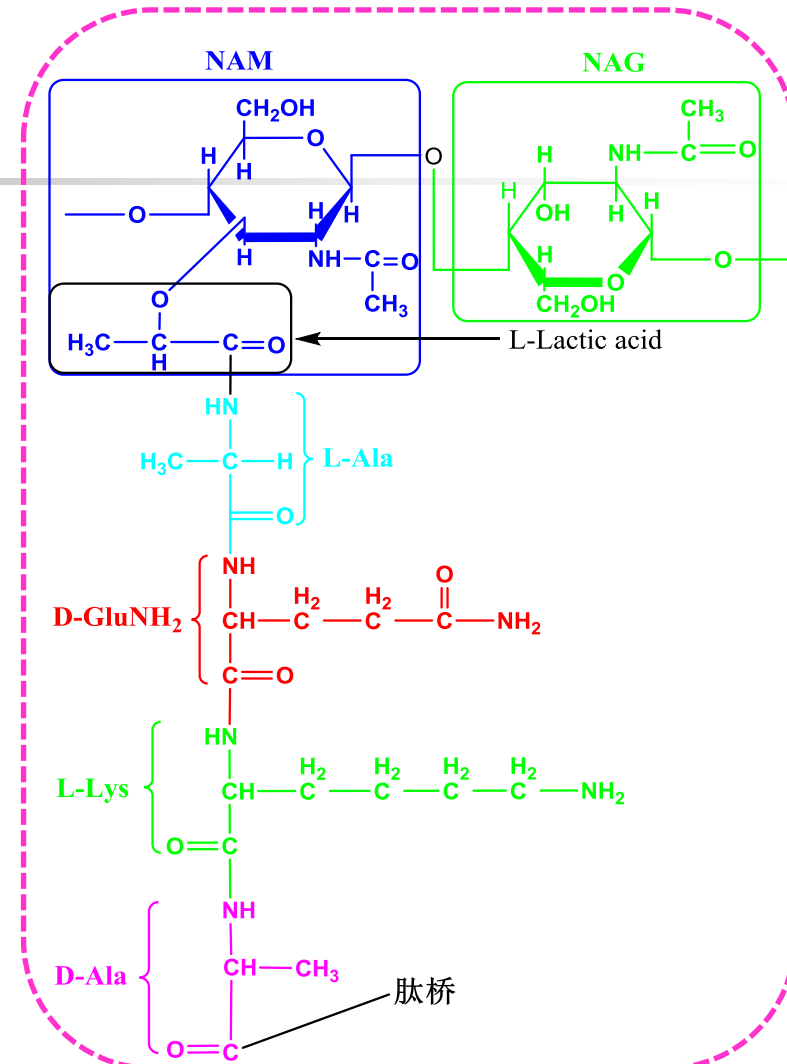 NAM
NAG
CH₂OH
O
H
H
H
H
O
H
NH
C
O
CH₃
O
CH₃
NH
C
O
H
H
OH
H
H
H
O
CH₂OH
O
O
H₃C
C
H
C
O
L-Lactic acid
HN
H₃C
C
H
L-Ala
O
NH
O
D-GluNH₂
CH
H₂
C
H₂
C
C
NH₂
C
O
HN
L-Lys
CH
H₂
C
H₂
C
H₂
C
H₂
C
NH₂
O
C
NH
D-Ala
CH
CH₃
肽桥
O
C